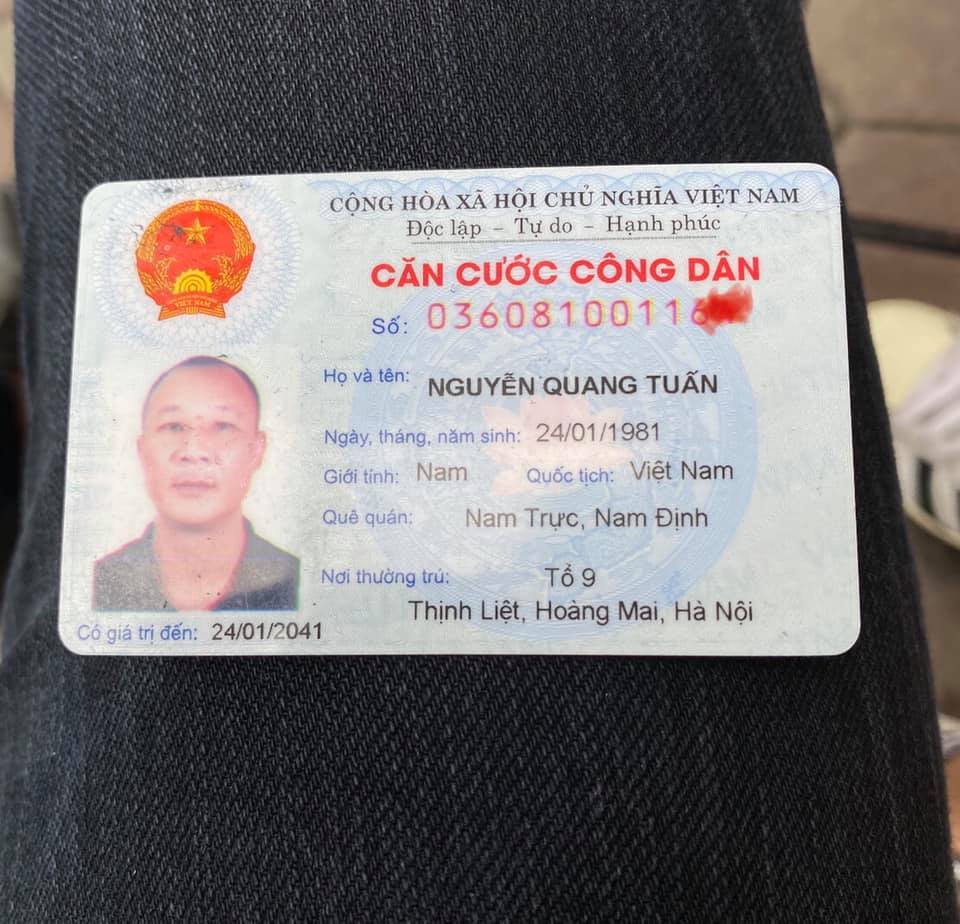 CỘNG HÒA XÃ HỘI CHỦ NGHĨA VIỆT NAM
Độc lập – Tự do – Hạnh phúc
CĂN CƯỚC CÔNG DÂN
Số: 0360810011
Họ và tên: NGUYỄN QUANG TUẤN
Ngày, tháng, năm sinh: 24/01/1981
Giới tính: Nam Quốc tịch: Việt Nam
Quê quán: Nam Trực, Nam Định
Nơi thường trú: Tổ 9
Thịnh Liệt, Hoàng Mai, Hà Nội
Có giá trị đến: 24/01/2041
VIỆT NAM